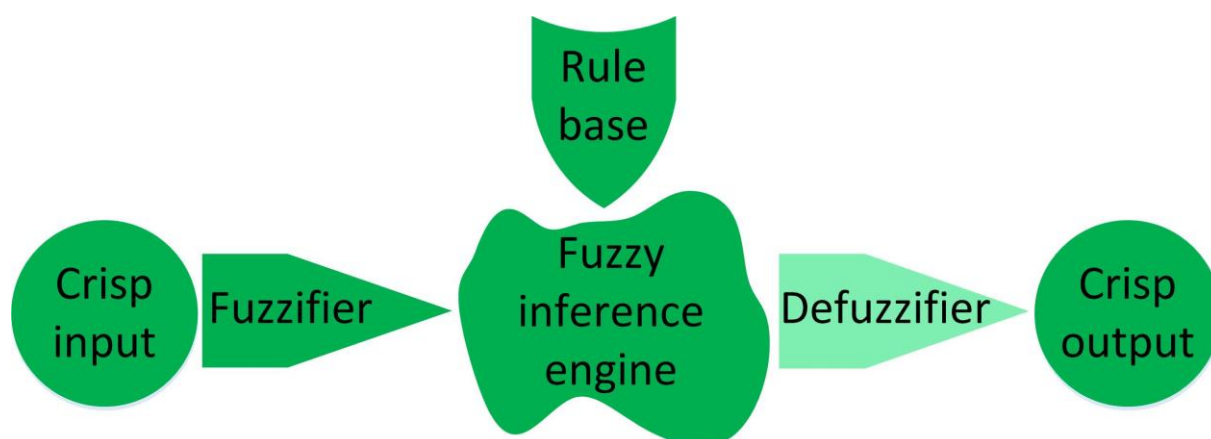 Rule
base
Crisp
input
Fuzzifier
Fuzzy
inference
engine
Defuzzifier
Crisp
output